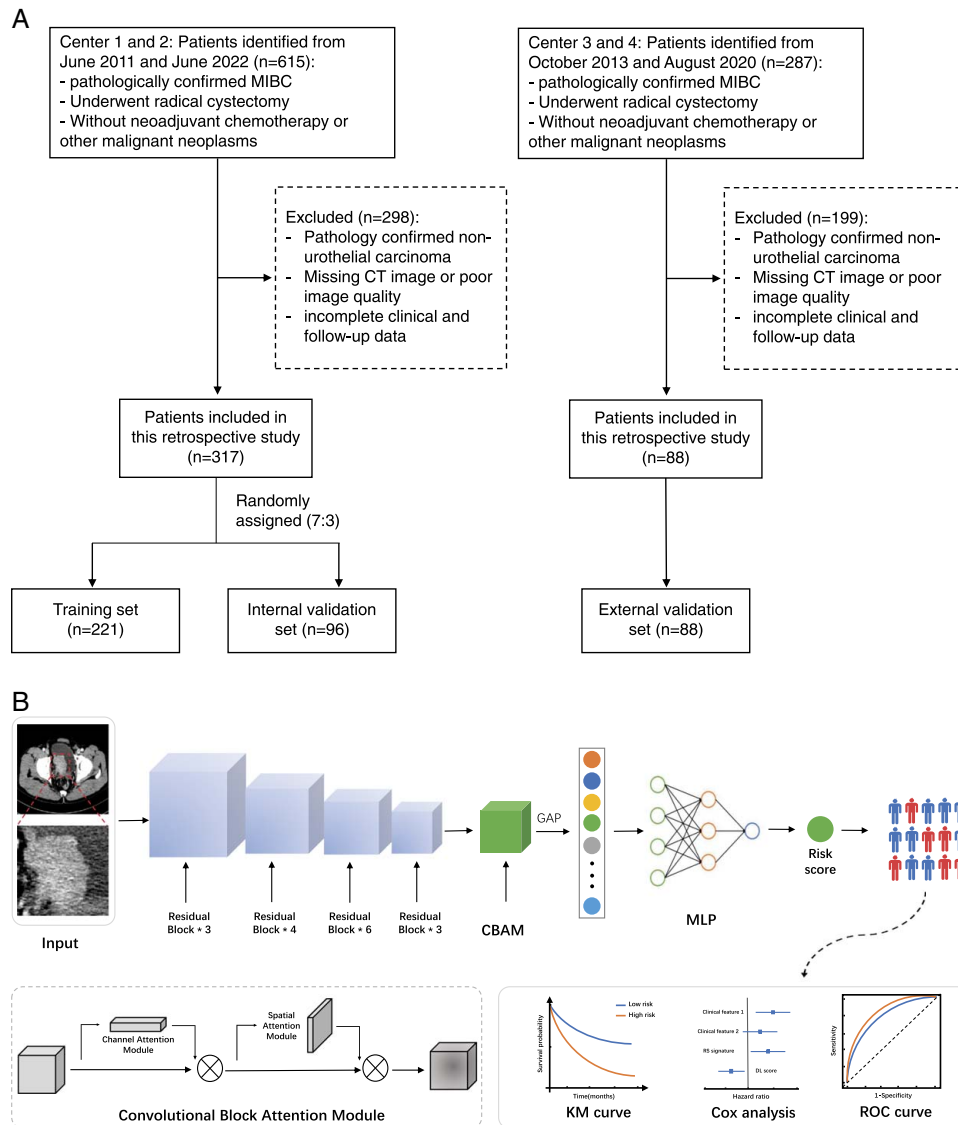 A
Center 1 and 2: Patients identified from
June 2011 and June 2022 (n=615):
- pathologically confirmed MIBC
- Underwent radical cystectomy
- Without neoadjuvant chemotherapy or
other malignant neoplasms
Center 3 and 4: Patients identified from
October 2013 and August 2020 (n=287):
- pathologically confirmed MIBC
- Underwent radical cystectomy
- Without neoadjuvant chemotherapy or
other malignant neoplasms
Excluded (n=298):
- Pathology confirmed non-
urothelial carcinoma
- Missing CT image or poor
image quality
- incomplete clinical and
follow-up data
Excluded (n=199):
- Pathology confirmed non-
urothelial carcinoma
- Missing CT image or poor
image quality
- incomplete clinical and
follow-up data
Patients included in
this retrospective study
(n=317)
Patients included in
this retrospective study
(n=88)
Randomly
assigned (7:3)
Training set
(n=221)
Internal validation
set (n=96)
External validation
set (n=88)
B
Input
Residual
Block * 3
Residual
Block * 4
Residual
Block * 6
Residual
Block * 3
CBAM
GAP
MLP
Risk
score
Channel Attention
Module
Spatial
Attention
Module
Convolutional Block Attention Module
Survival probability
Low risk
High risk
Time(months)
KM curve
Clinical feature 1
Clinical feature 2
RS signature
DL score
Hazard ratio
Cox analysis
Sensitivity
1-Specificity
ROC curve